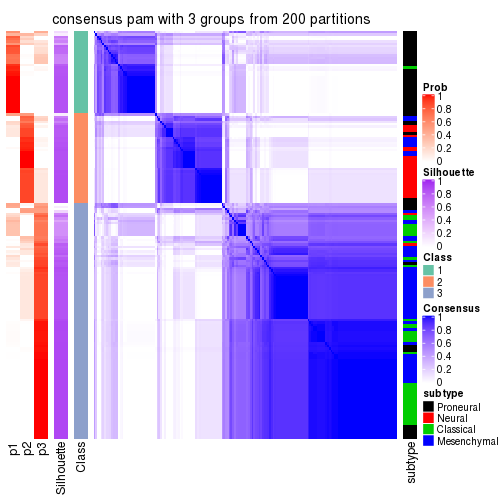 consensus pam with 3 groups from 200 partitions
Prob
1
0.8
0.6
0.4
0.2
0
Silhouette
1
0.8
0.6
0.4
0.2
0
Class
1
2
3
Consensus
1
0.8
0.6
0.4
0.2
0
subtype
Proneural
Neural
Classical
Mesenchymal
p1
p2
p3
Silhouette
Class
subtype